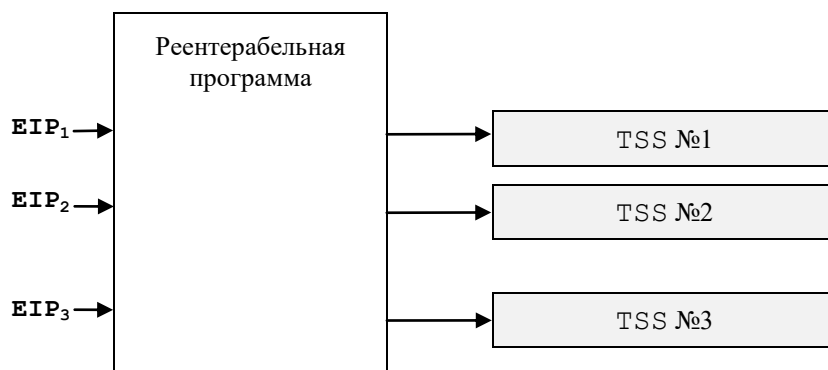 Реентерабельная
программа
EIP₁
TSS №1
EIP₂
TSS №2
EIP₃
TSS №3